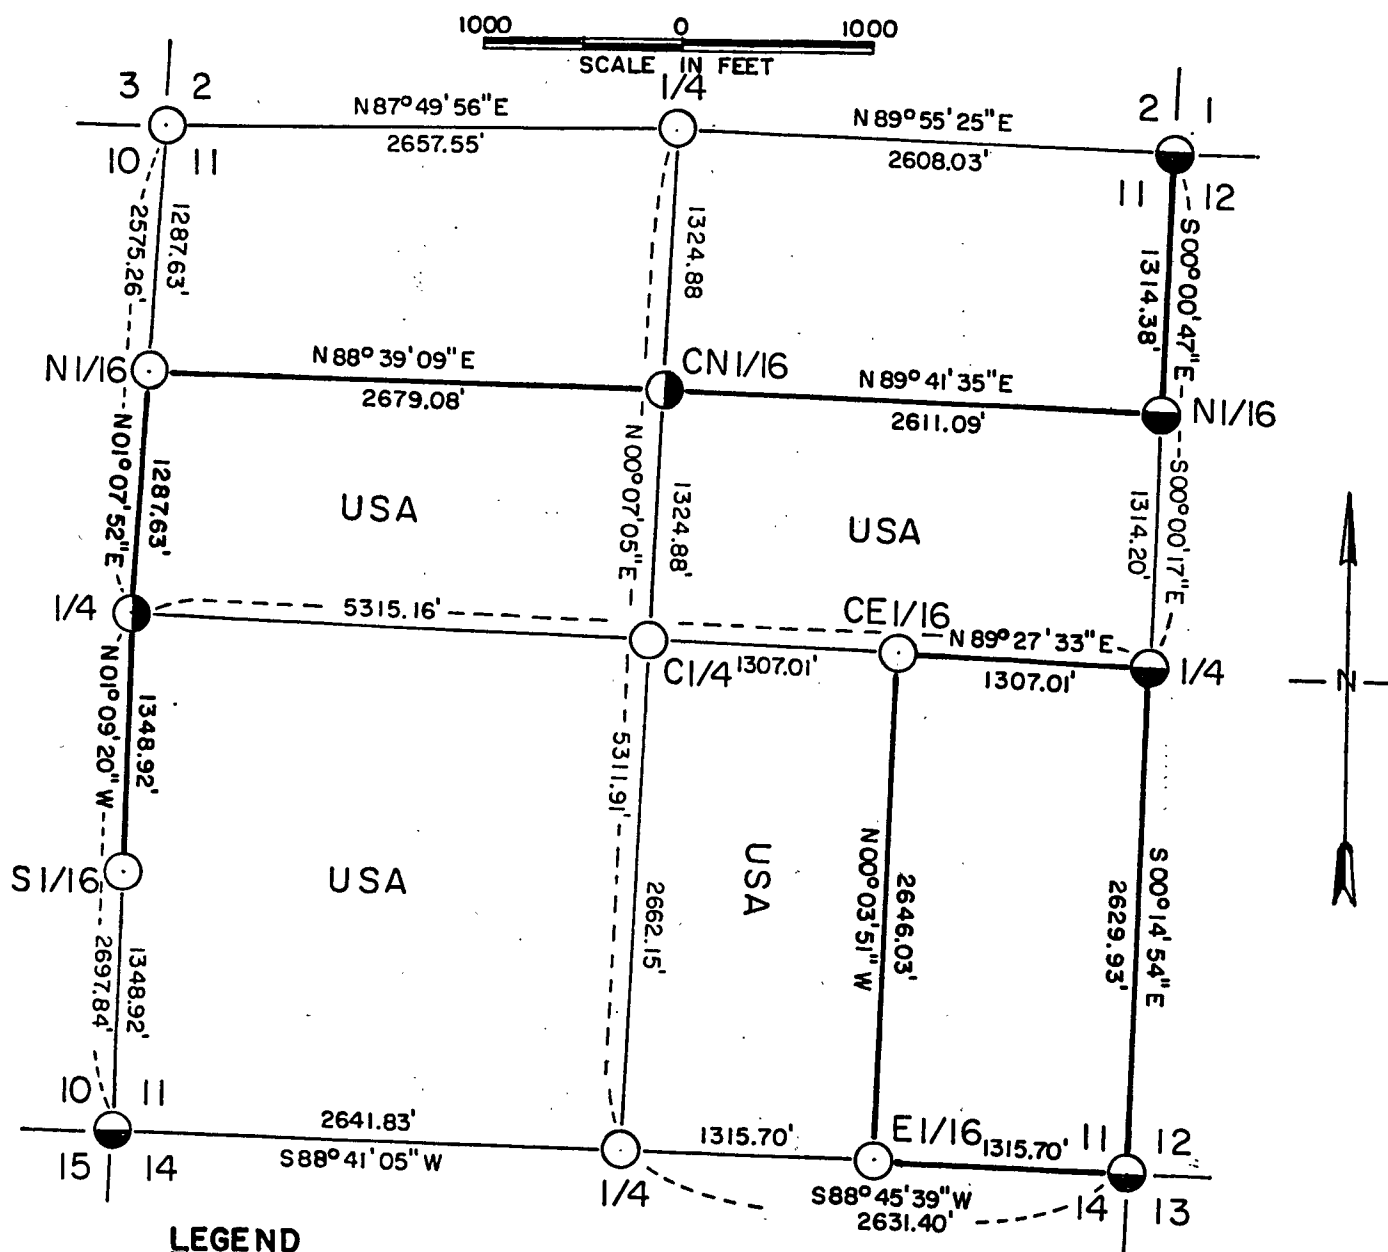 1000 0 1000
SCALE IN FEET
1/4
3 2
N87°49'56"E
2657.55'
N89°55'25"E
2608.03'
2 1
10 11
11 12
2575.26'
1287.63'
1324.88
1314.38'
S00°00'47"E
N1/16
N88°39'09"E
2679.08'
CN1/16
N89°41'35"E
2611.09'
N1/16
N01°07'52"E
1287.63'
USA
N00°07'05"E
1324.88'
USA
1314.20'
S00°00'17"E
1/4
5315.16'
C1/4
1307.01'
CE1/16
N89°27'33"E
1307.01'
1/4
N
N01°09'20"W
1348.92'
5311.91'
S1/16
USA
2662.15'
USA
N00°03'51"W
2646.03'
2629.93'
S00°14'54"E
2697.84'
1348.92'
10 11
15 14
2641.83'
S88°41'05"W
1/4
1315.70'
E1/16
1315.70'
11 12
S88°45'39"W
2631.40'
14 13
LEGEND